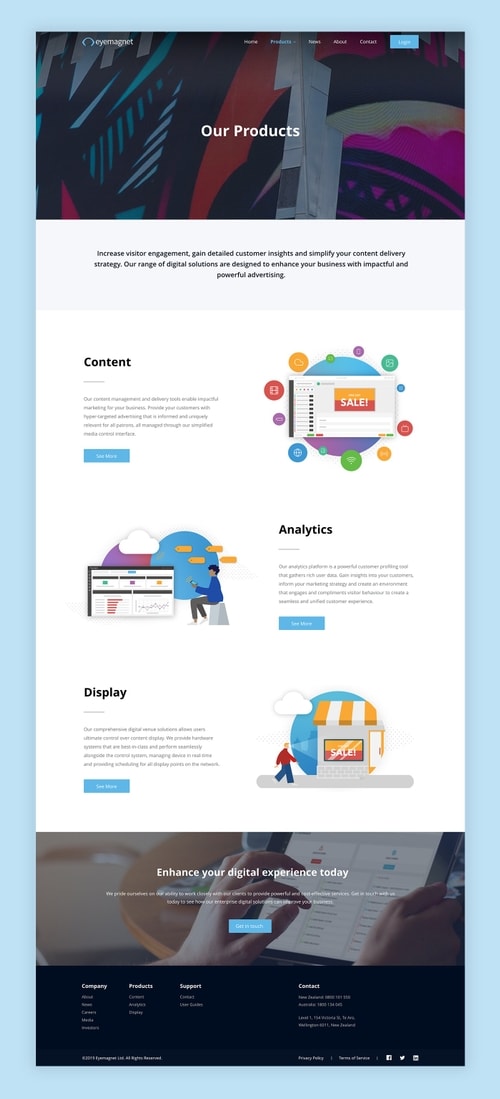 eyemagnet
Home Products News About Contact Login
Our Products
Increase visitor engagement, gain detailed customer insights and simplify your content delivery
strategy. Our range of digital solutions are designed to enhance your business with impactful and
powerful advertising.
Content
Our content management and delivery tools enable impactful
marketing for your business. Provide your customers with
hyper-targeted advertising that is informed and uniquely
relevant for all patrons, all managed through our simplified
media control interface.
See More
SALE!
Analytics
Our analytics platform is a powerful customer profiling tool
that gathers rich user data. Gain insights into your customers,
inform your marketing strategy and create an environment
that engages and compliments visitor behaviour to create a
seamless and unified customer experience.
See More
Display
Our comprehensive digital venue solutions allows users
ultimate control over content display. We provide hardware
systems that are best-in-class and perform seamlessly
alongside the control system, managing device in real time
and providing scheduling for all display points on the network.
See More
SALE!
Enhance your digital experience today
We pride ourselves on our ability to work closely with our clients to provide powerful and cost effective services. Get in touch with us
today to see how our enterprise digital solutions can improve your business.
Get in touch
Company Products Support Contact
About Content Contact New Zealand: 0800 101 550
News Analytics User Guides Australia: 1800 134 045
Careers Display
Media Level 1, 154 Victoria St, Te Aro,
Investors Wellington 6011, New Zealand
©2019 Eyemagnet Ltd. All Rights Reserved. Privacy Policy | Terms of Service |